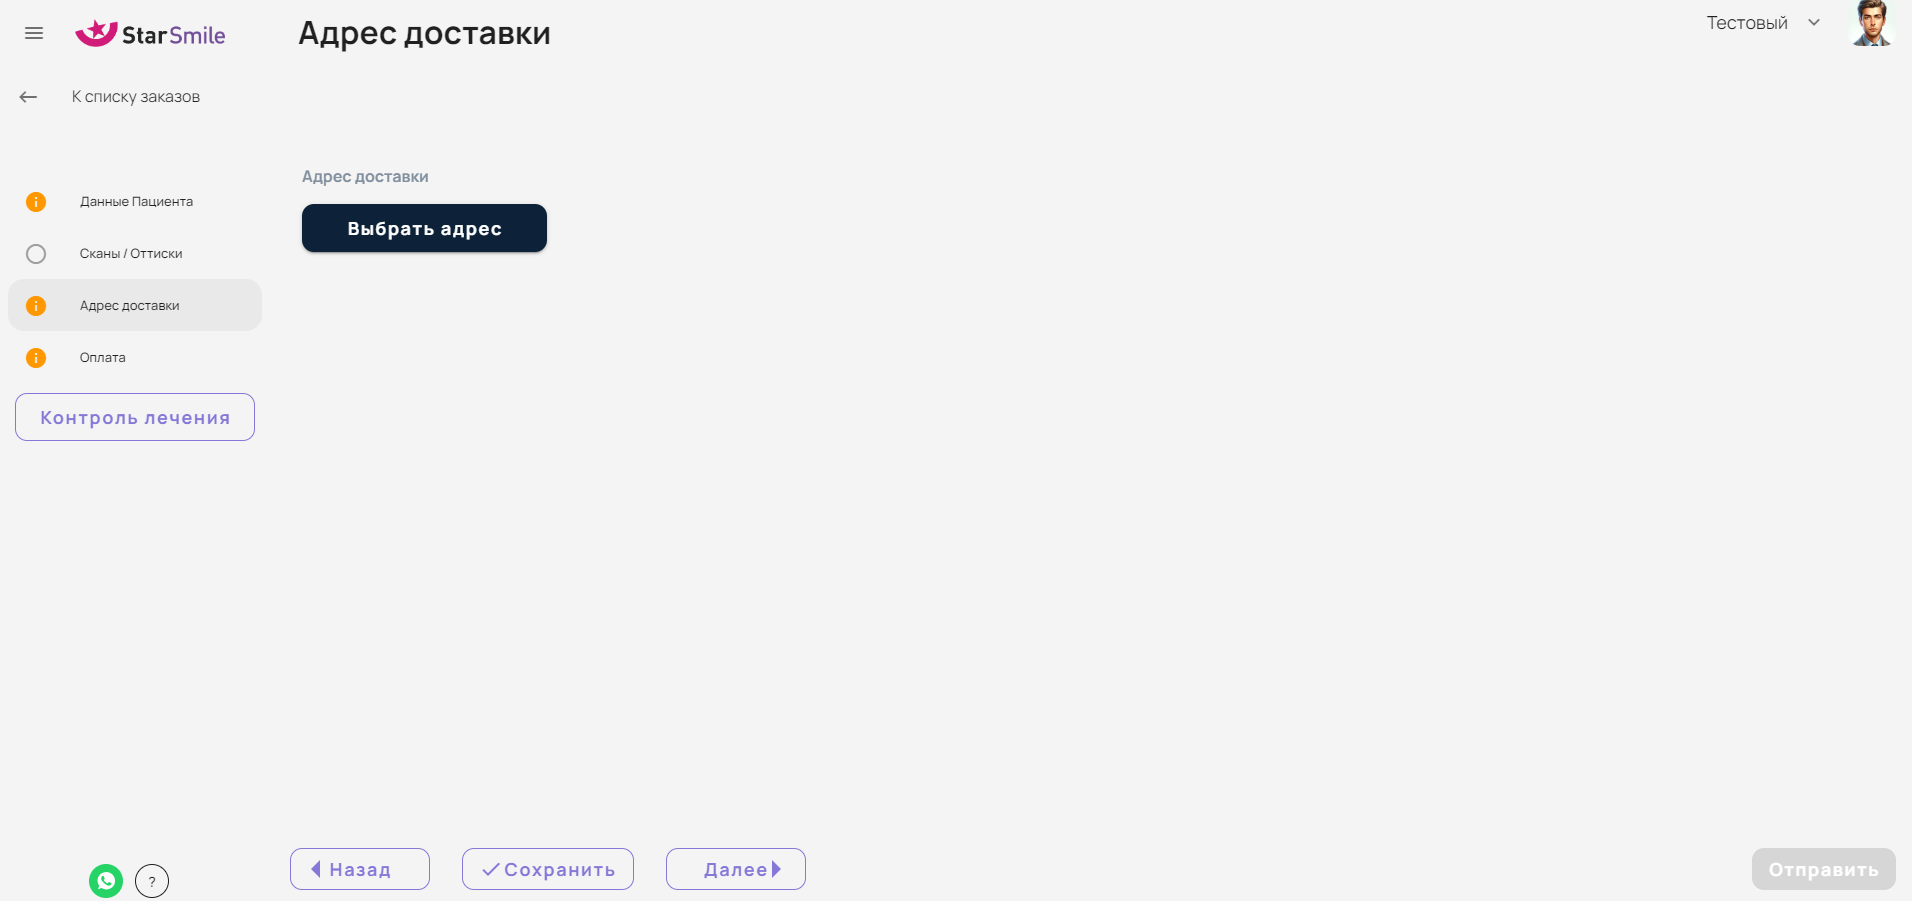 StarSmile
Адрес доставки
Тестовый
К списку заказов
Данные Пациента
Сканы / Оттиски
Адрес доставки
Оплата
Контроль лечения
Адрес доставки
Выбрать адрес
?
Назад
Сохранить
Далее
Отправить